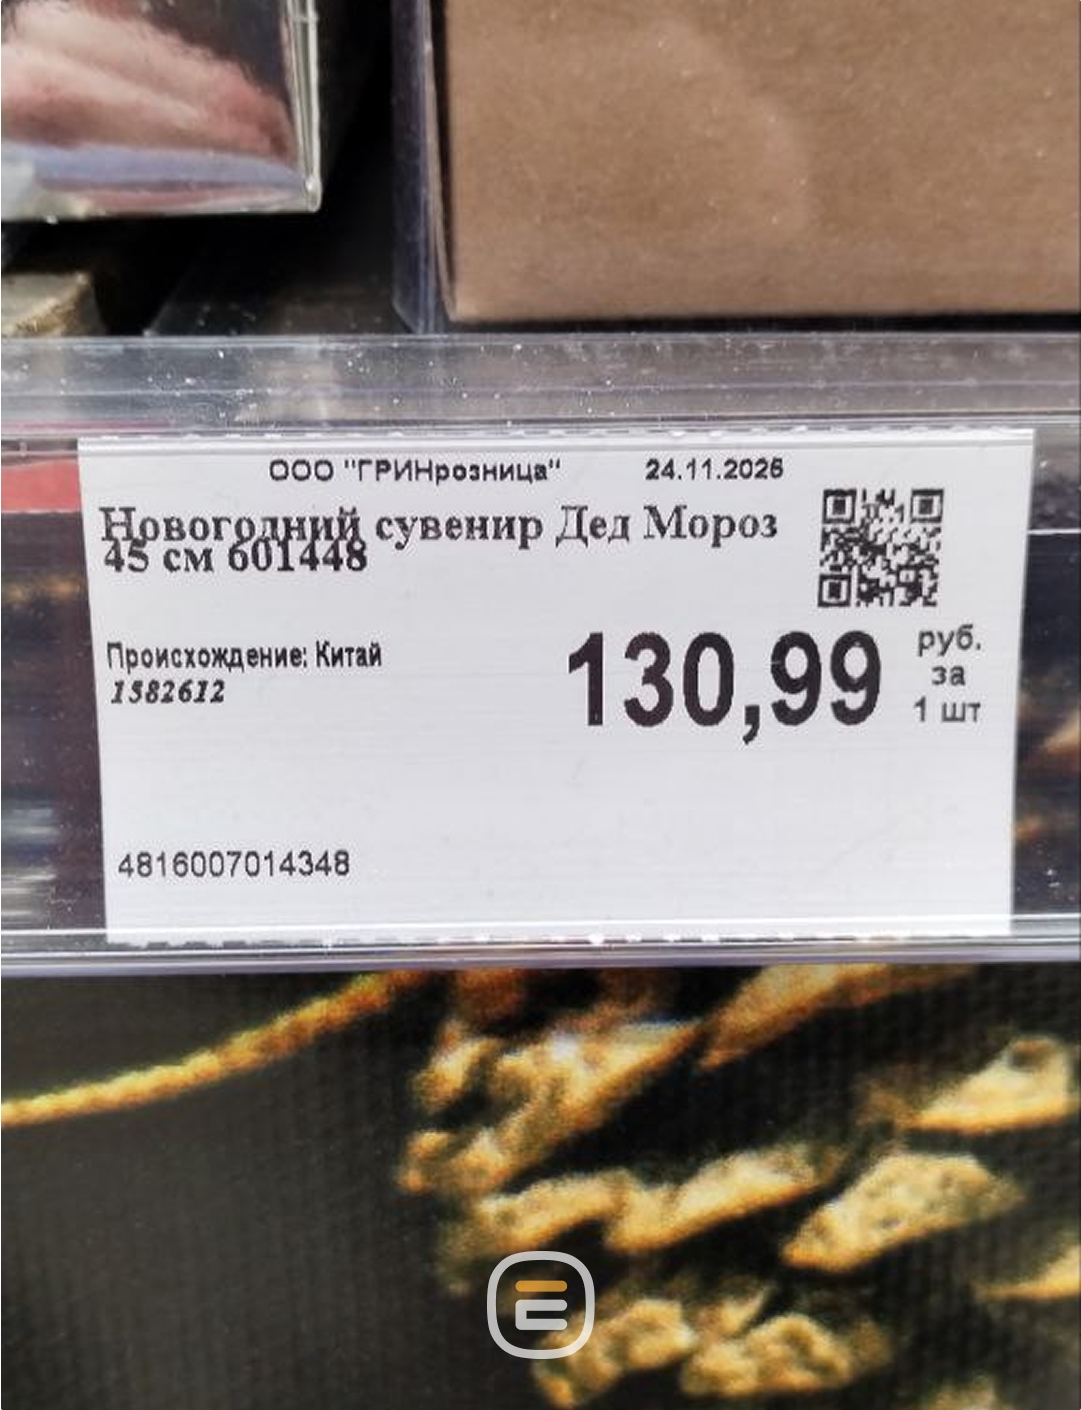 ООО "ГРИНрозница" 24.11.2025
Новогодний сувенир Дед Мороз
45 см 601448
Происхождение: Китай
1582612
130,99
руб.
за
1 шт
4816007014348